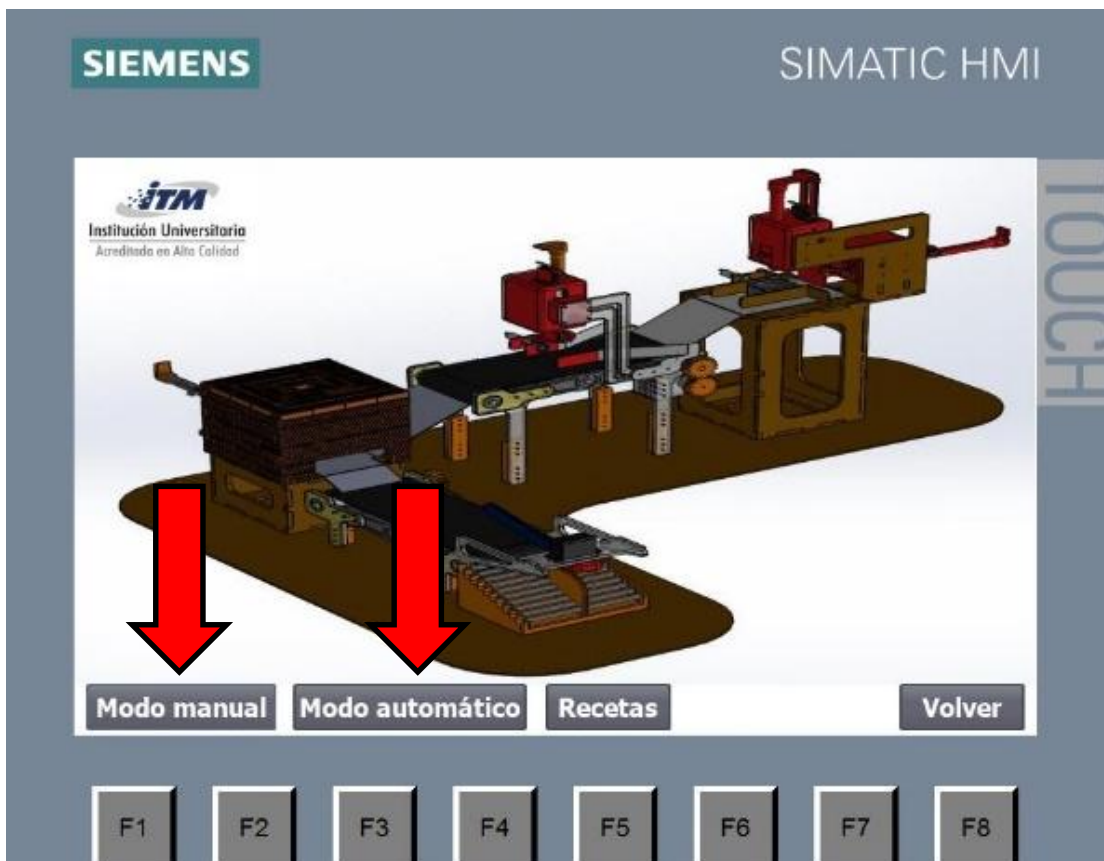 SIEMENS
SIMATIC HMI
TOUCH
iTM
Institución Universitaria
Acreditada en Alta Calidad
Modo manual
Modo automático
Recetas
Volver
F1
F2
F3
F4
F5
F6
F7
F8